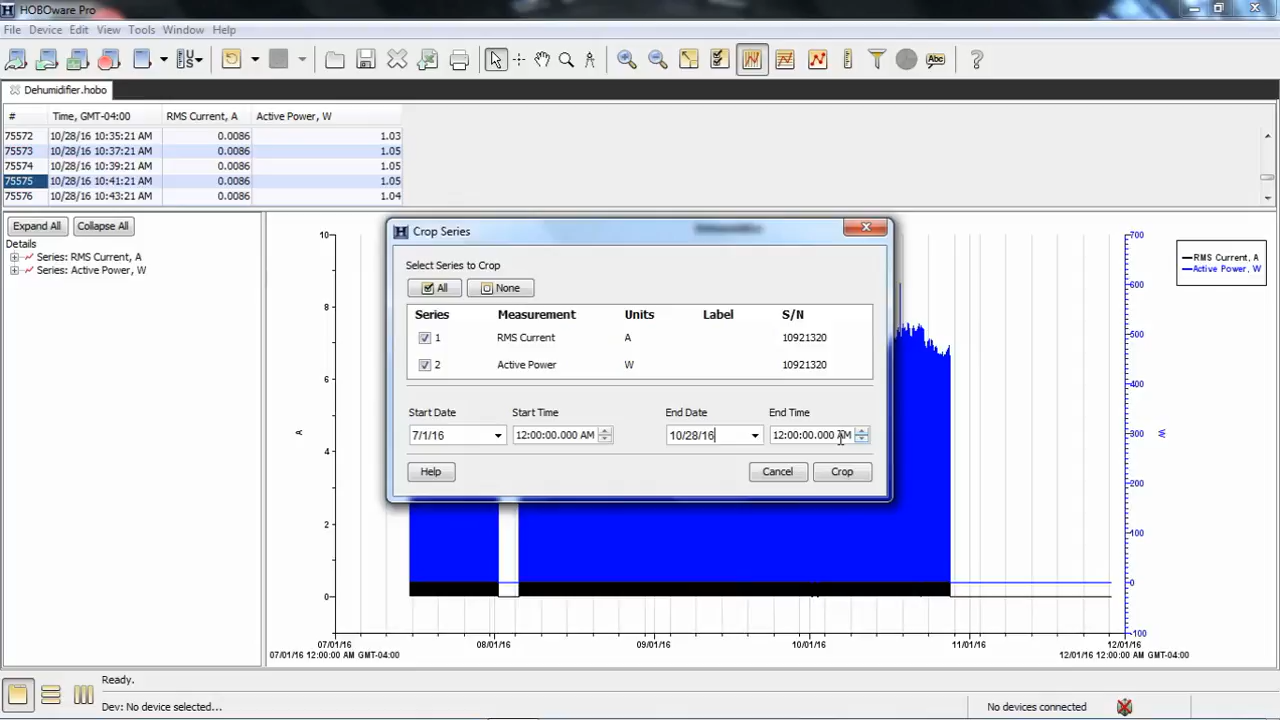 HOBOware Pro
File Device Edit View Tools Window Help
Abc
Dehumidifier.hobo
# Time, GMT-04:00 RMS Current, A Active Power, W
75572 10/28/16 10:35:21 AM 0.0086 1.03
75573 10/28/16 10:37:21 AM 0.0086 1.05
75574 10/28/16 10:39:21 AM 0.0086 1.05
75575 10/28/16 10:41:21 AM 0.0086 1.05
75576 10/28/16 10:43:21 AM 0.0086 1.04
Expand All Collapse All
Details
Series: RMS Current, A
Series: Active Power, W
Crop Series
Select Series to Crop
All None
Series Measurement Units Label S/N
1 RMS Current A 10921320
2 Active Power W 10921320
Start Date Start Time End Date End Time
7/1/16 12:00:00.000 AM 10/28/16 12:00:00.000 AM
Help Cancel Crop
RMS Current, A
Active Power, W
10
8
6
4
2
0
A
700
600
500
400
300
200
100
0
-100
W
07/01/16 08/01/16 09/01/16 10/01/16 11/01/16 12/01/16
07/01/16 12:00:00 AM GMT-04:00 12/01/16 12:00:00 AM GMT-04:00
Ready.
Dev: No device selected... No devices connected